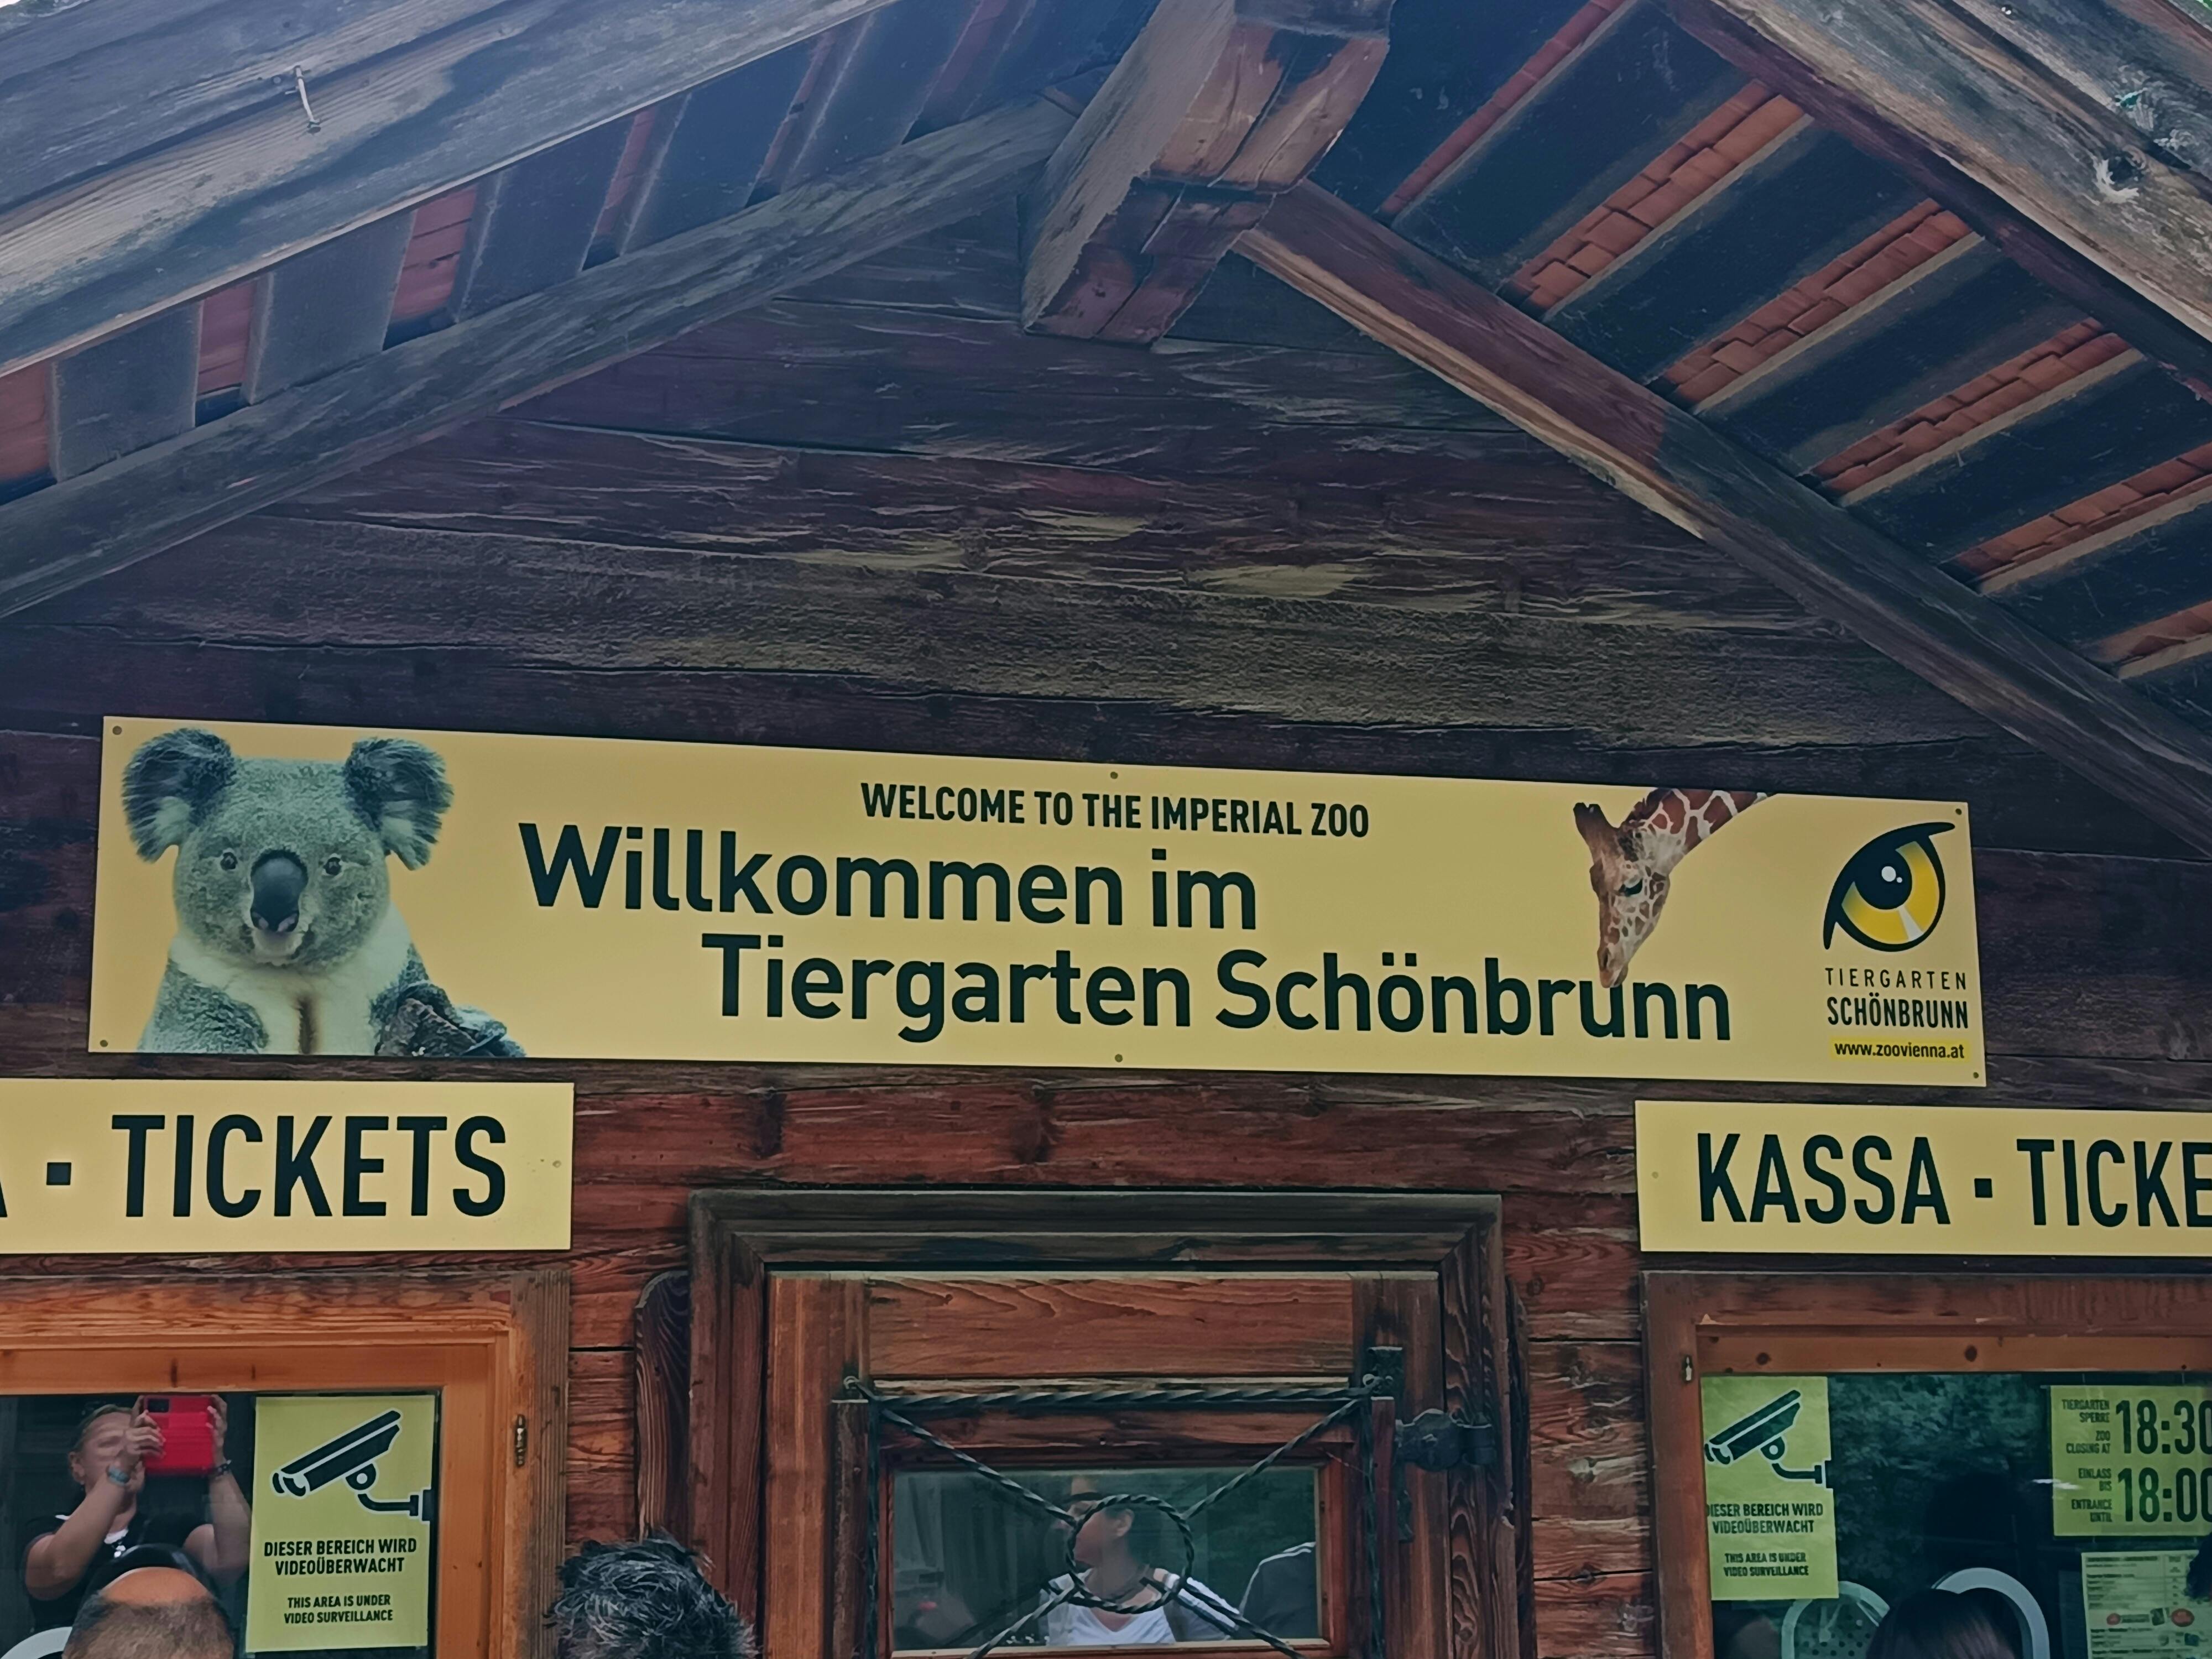 WELCOME TO THE IMPERIAL ZOO
Willkommen im
Tiergarten Schönbrunn
TIERGARTEN
SCHÖNBRUNN
www.zoovienna.at
TICKETS
KASSA · TICKE
DIESER BEREICH WIRD
VIDEOÜBERWACHT
THIS AREA IS UNDER
VIDEO SURVEILLANCE
DIESER BEREICH WIRD
VIDEOÜBERWACHT
THIS AREA IS UNDER
VIDEO SURVEILLANCE
TIERGARTEN
SPERRE
ZOO
CLOSING AT
18:30
EINLASS
BIS
ENTRANCE
UNTIL
18:00